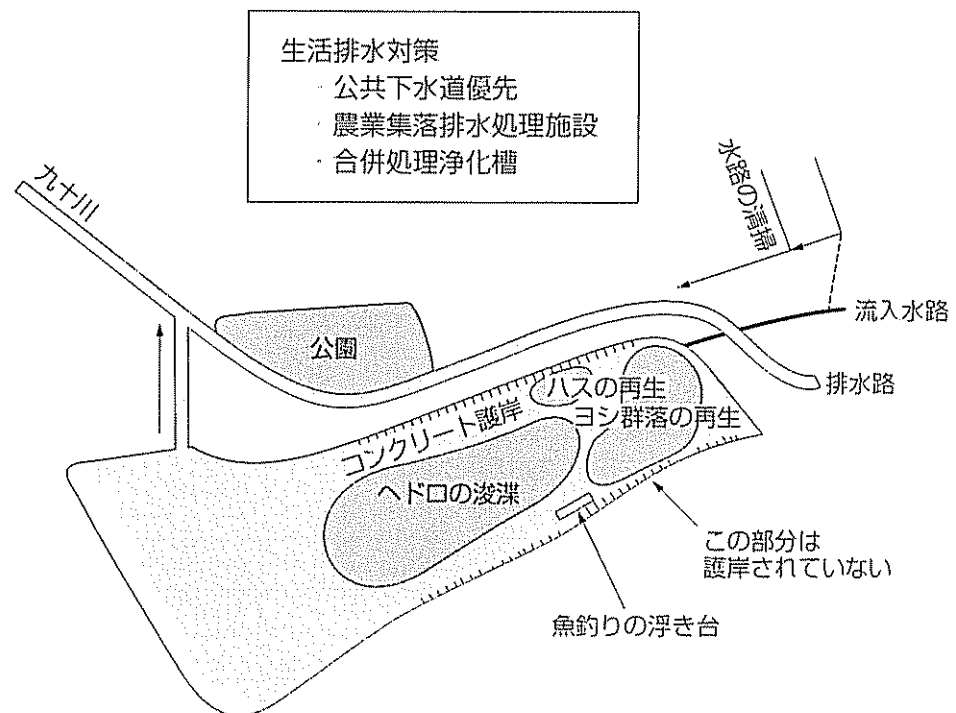 生活排水対策
・公共下水道優先
・農業集落排水処理施設
・合併処理浄化槽
九十川
水路の清掃
流入水路
公園
排水路
ハスの再生
ヨシ群落の再生
コンクリート護岸
ヘドロの浚渫
この部分は
護岸されていない
魚釣りの浮き台